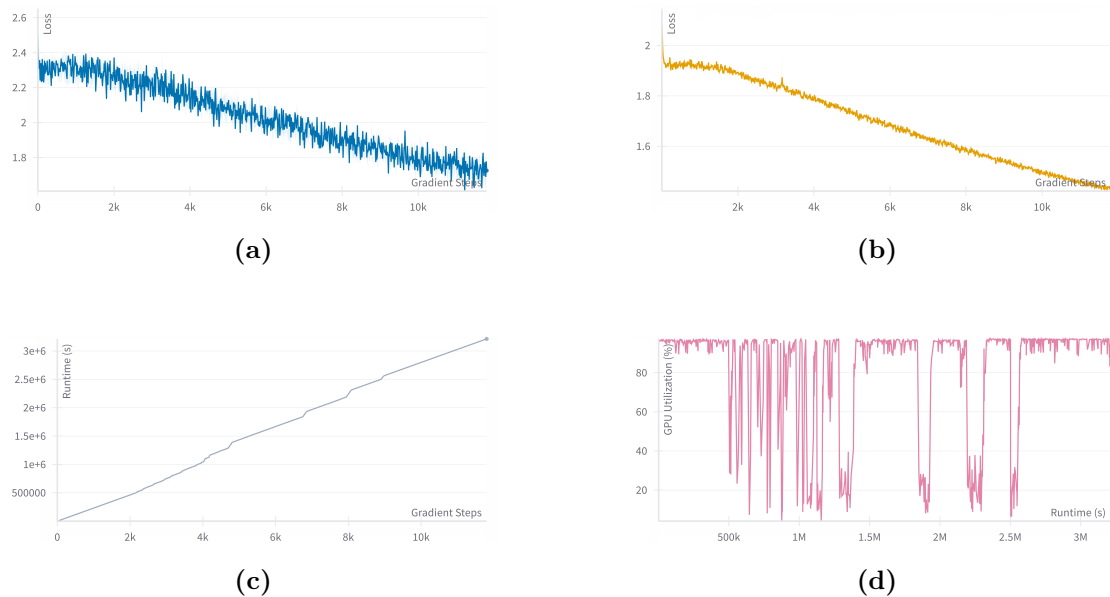 Loss
2.6
2.4
2.2
2
1.8
0
2k
4k
6k
8k
10k
Gradient Steps
(a)
Loss
2
1.8
1.6
2k
4k
6k
8k
10k
Gradient Steps
(b)
Runtime (s)
3e+6
2.5e+6
2e+6
1.5e+6
1e+6
500000
0
2k
4k
6k
8k
10k
Gradient Steps
(c)
GPU Utilization (%)
80
60
40
20
500k
1M
1.5M
2M
2.5M
3M
Runtime (s)
(d)